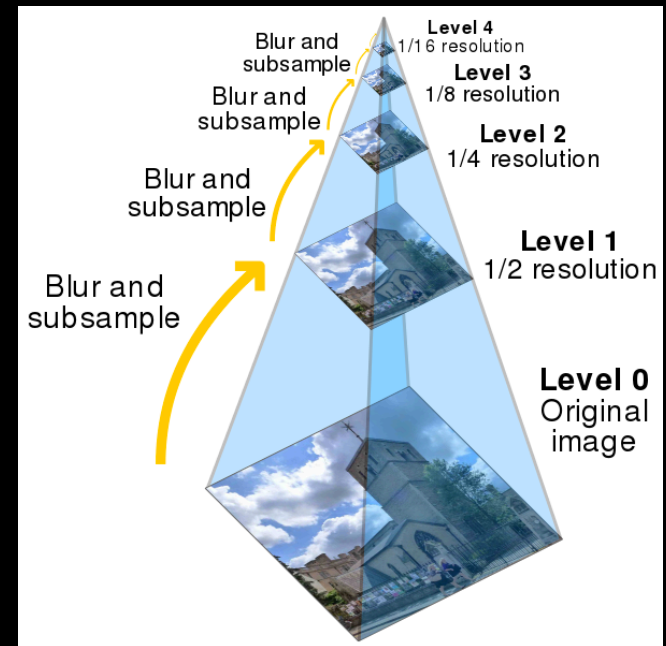 Level 4
1/16 resolution
Blur and
subsample
Level 3
1/8 resolution
Blur and
subsample
Level 2
1/4 resolution
Blur and
subsample
Level 1
1/2 resolution
Blur and
subsample
Level 0
Original
image